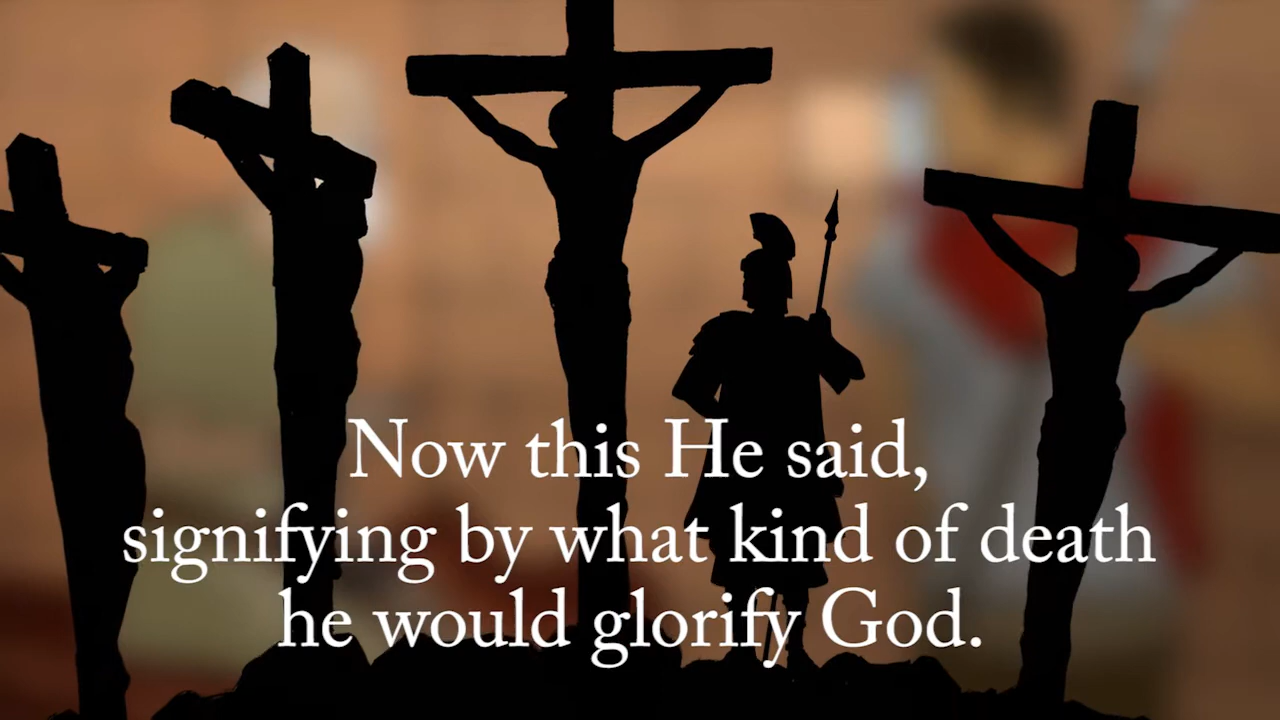 Now this He said,
signifying by what kind of death
he would glorify God.